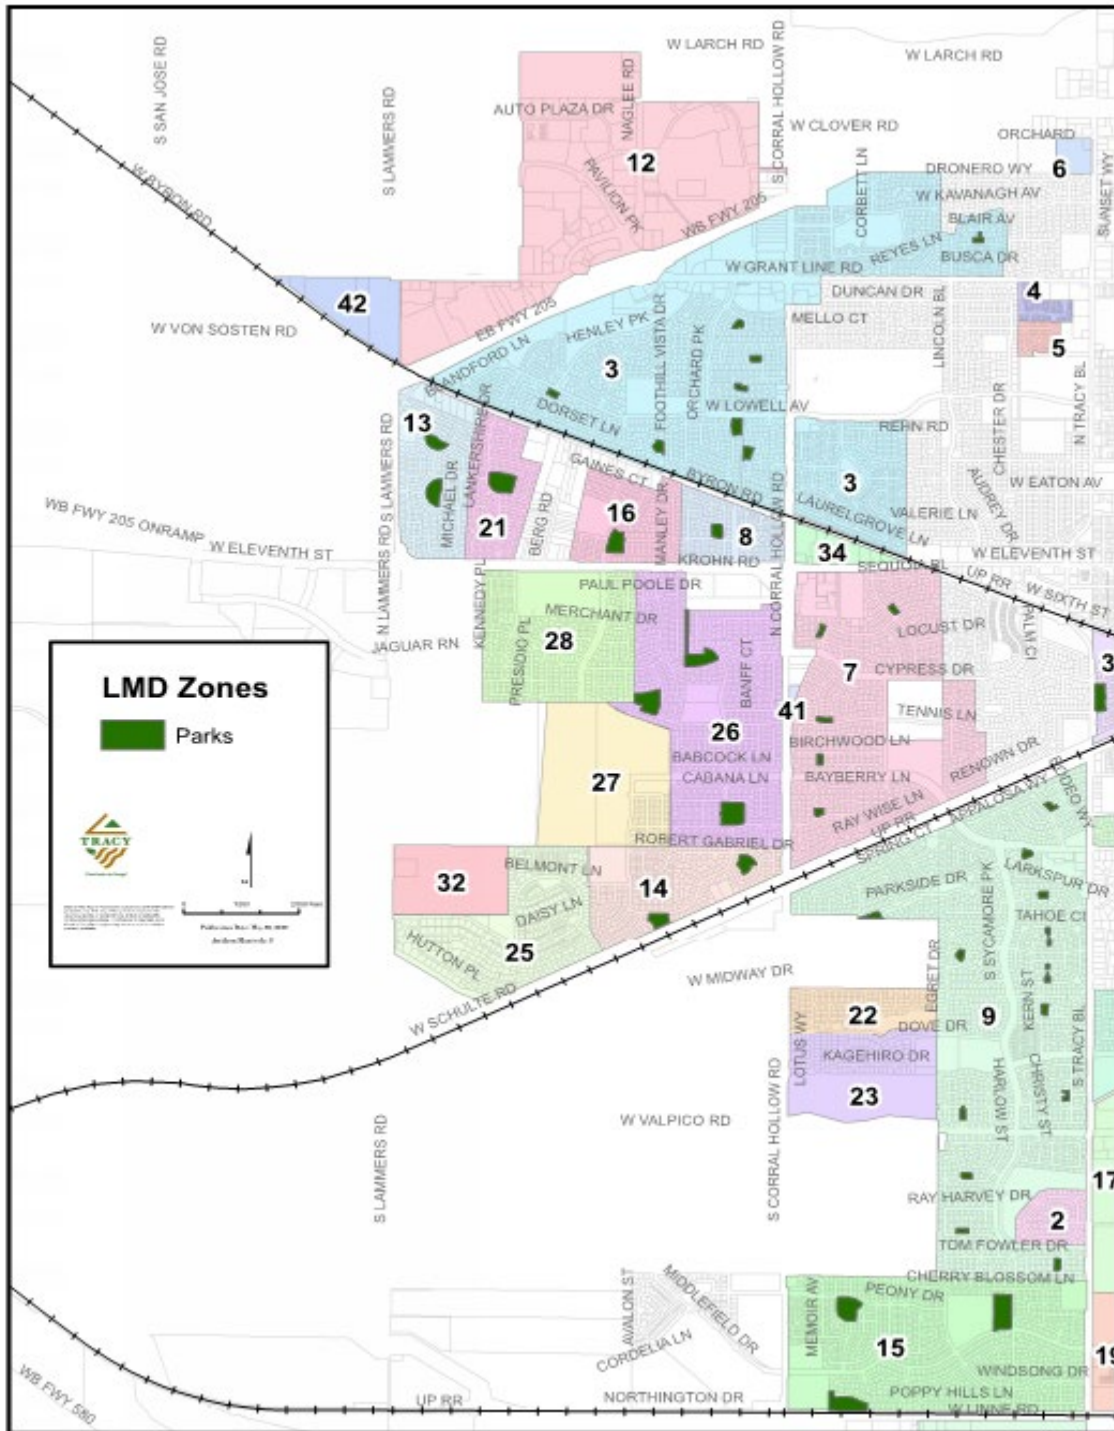 W LARCH RD
W LARCH RD
S SAN JOSE RD
S LAMMERS RD
NAGLEE RD
AUTO PLAZA DR
S CORRAL HOLLOW RD
W CLOVER RD
ORCHARD
12
6
DRONERO WY
CORBETT LN
W KAVANAGH AV
SUNSET WY
PAVILION PK
W BYRON RD
WB FWY 205
BLAIR AV
REYES LN
BUSCA DR
W GRANT LINE RD
42
DUNCAN DR
4
EB FWY 205
W VON SOSTEN RD
HENLEY PK
FOOTHILL VISTA DR
ORCHARD PK
MELLO CT
LINCOLN BL
5
BLANDFORD LN
3
N TRACY BL
DORSET LN
W LOWELL AV
CHESTER DR
13
LANKERSHIRE DR
REHN RD
S LAMMERS RD
GAINES CT
BYRON RD
3
AUDREY DR
W EATON AV
MICHAEL DR
WB FWY 205 ONRAMP
W ELEVENTH ST
21
BERG RD
16
MANLEY DR
8
N CORRAL HOLLOW RD
LAURELGROVE LN
VALERIE LN
34
KROHN RD
SEQUOIA BL
W ELEVENTH ST
UP RR
W SIXTH ST
N LAMMERS RD
KENNEDY PL
PAUL POOLE DR
MERCHANT DR
JAGUAR RN
28
PRESIDIO PL
BANFF CT
LOCUST DR
PALM CI
7
CYPRESS DR
3
LMD Zones
Parks
41
TENNIS LN
26
BIRCHWOOD LN
27
BABCOCK LN
CABANA LN
BAYBERRY LN
RENOWN DR
RODEO WY
RAY WISE LN
APPALOSA WY
UP RR
TRACY
ROBERT GABRIEL DR
SPRING CT
BELMONT LN
32
14
PARKSIDE DR
S SYCAMORE PK
LARKSPUR DR
DAISY LN
TAHOE CI
HUTTON PL
25
W MIDWAY DR
EGRET DR
W SCHULTE RD
22
LOTUS WY
DOVE DR
9
KERN ST
S TRACY BL
KAGEHIRO DR
23
HARLOW ST
CHRISTY ST
W VALPICO RD
S LAMMERS RD
S CORRAL HOLLOW RD
17
RAY HARVEY DR
2
TOM FOWLER DR
CHERRY BLOSSOM LN
AVALON ST
MIDDLEFIELD DR
MEMOIR AV
PEONY DR
CORDELIA LN
15
19
WINDSONG DR
WB FWY 580
UP RR
NORTHINGTON DR
POPPY HILLS LN
W LINNE RD